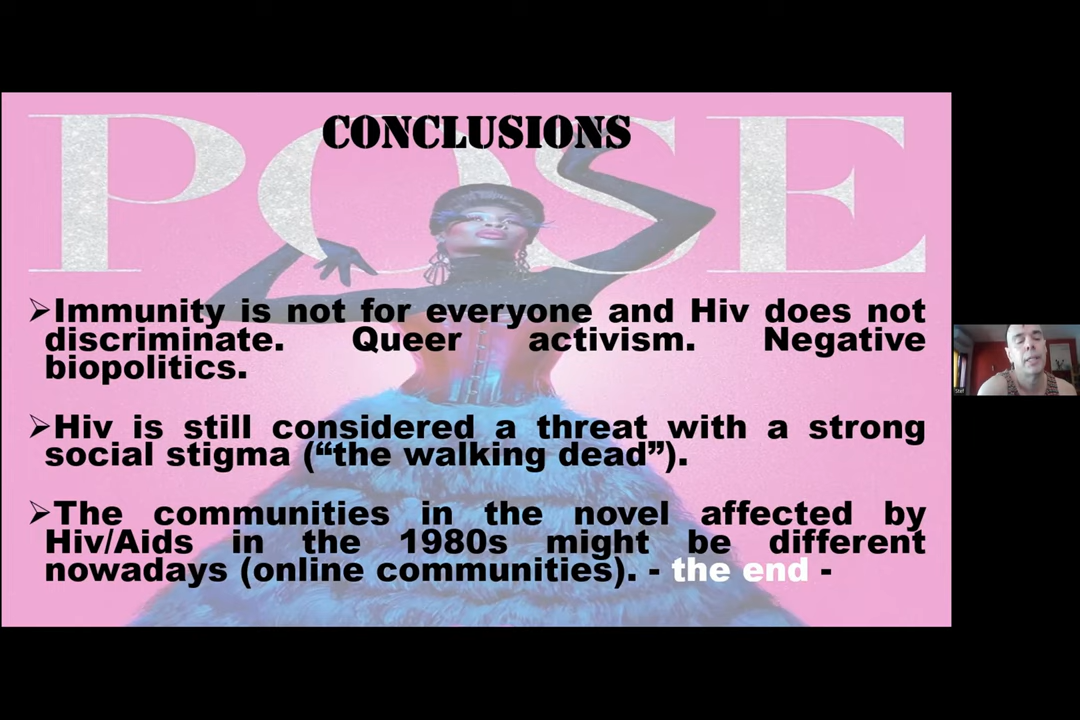 POSE
CONCLUSIONS
➢Immunity is not for everyone and Hiv does not
discriminate. Queer activism. Negative
biopolitics.
➢Hiv is still considered a threat with a strong
social stigma (“the walking dead”).
➢The communities in the novel affected by
Hiv/Aids in the 1980s might be different
nowadays (online communities). - the end -